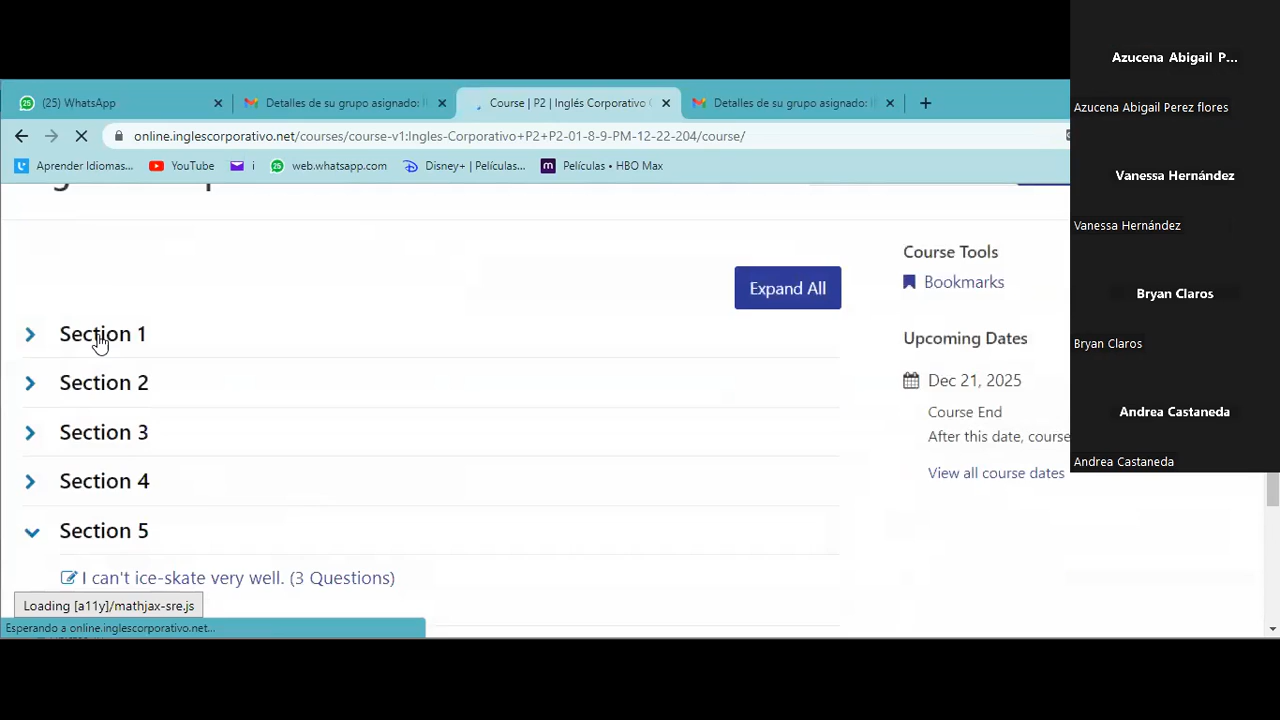 (25) WhatsApp
Detalles de su grupo asignado: I
Course | P2 | Inglés Corporativo
Detalles de su grupo asignado: I
online.inglescorporativo.net/courses/course-v1:Ingles-Corporativo+P2+P2-01-8-9-PM-12-22-204/course/
Aprender Idiomas...
YouTube
i
web.whatsapp.com
Disney+ | Películas...
Películas • HBO Max
Expand All
Section 1
Section 2
Section 3
Section 4
Section 5
I can't ice-skate very well. (3 Questions)
Loading [a11y]/mathjax-sre.js
Esperando a online.inglescorporativo.net...
Course Tools
Bookmarks
Upcoming Dates
Dec 21, 2025
Course End
After this date, course
View all course dates
Azucena Abigail P...
Azucena Abigail Perez flores
Vanessa Hernández
Vanessa Hernández
Bryan Claros
Bryan Claros
Andrea Castaneda
Andrea Castaneda